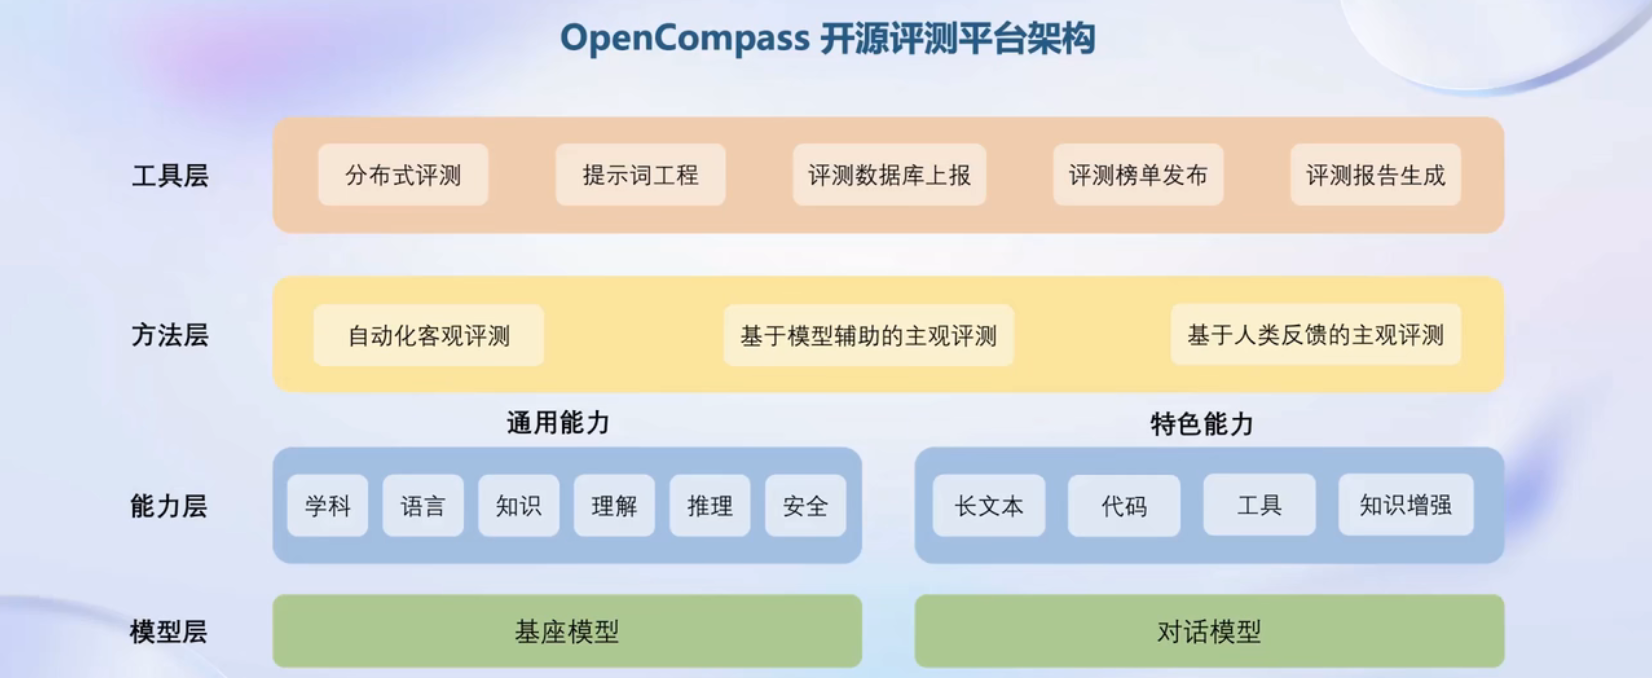 OpenCompass 开源评测平台架构
工具层
分布式评测
提示词工程
评测数据库上报
评测榜单发布
评测报告生成
方法层
自动化客观评测
基于模型辅助的主观评测
基于人类反馈的主观评测
通用能力
特色能力
能力层
学科
语言
知识
理解
推理
安全
长文本
代码
工具
知识增强
模型层
基座模型
对话模型